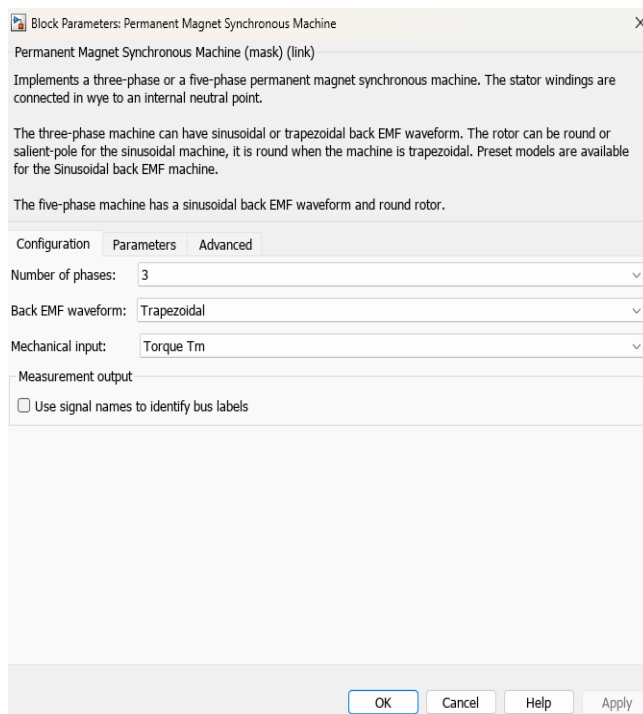 Block Parameters: Permanent Magnet Synchronous Machine
Permanent Magnet Synchronous Machine (mask) (link)
Implements a three-phase or a five-phase permanent magnet synchronous machine. The stator windings are
connected in wye to an internal neutral point.
The three-phase machine can have sinusoidal or trapezoidal back EMF waveform. The rotor can be round or
salient-pole for the sinusoidal machine, it is round when the machine is trapezoidal. Preset models are available
for the Sinusoidal back EMF machine.
The five-phase machine has a sinusoidal back EMF waveform and round rotor.
Configuration Parameters Advanced
Number of phases: 3
Back EMF waveform: Trapezoidal
Mechanical input: Torque Tm
Measurement output
Use signal names to identify bus labels
OK Cancel Help Apply